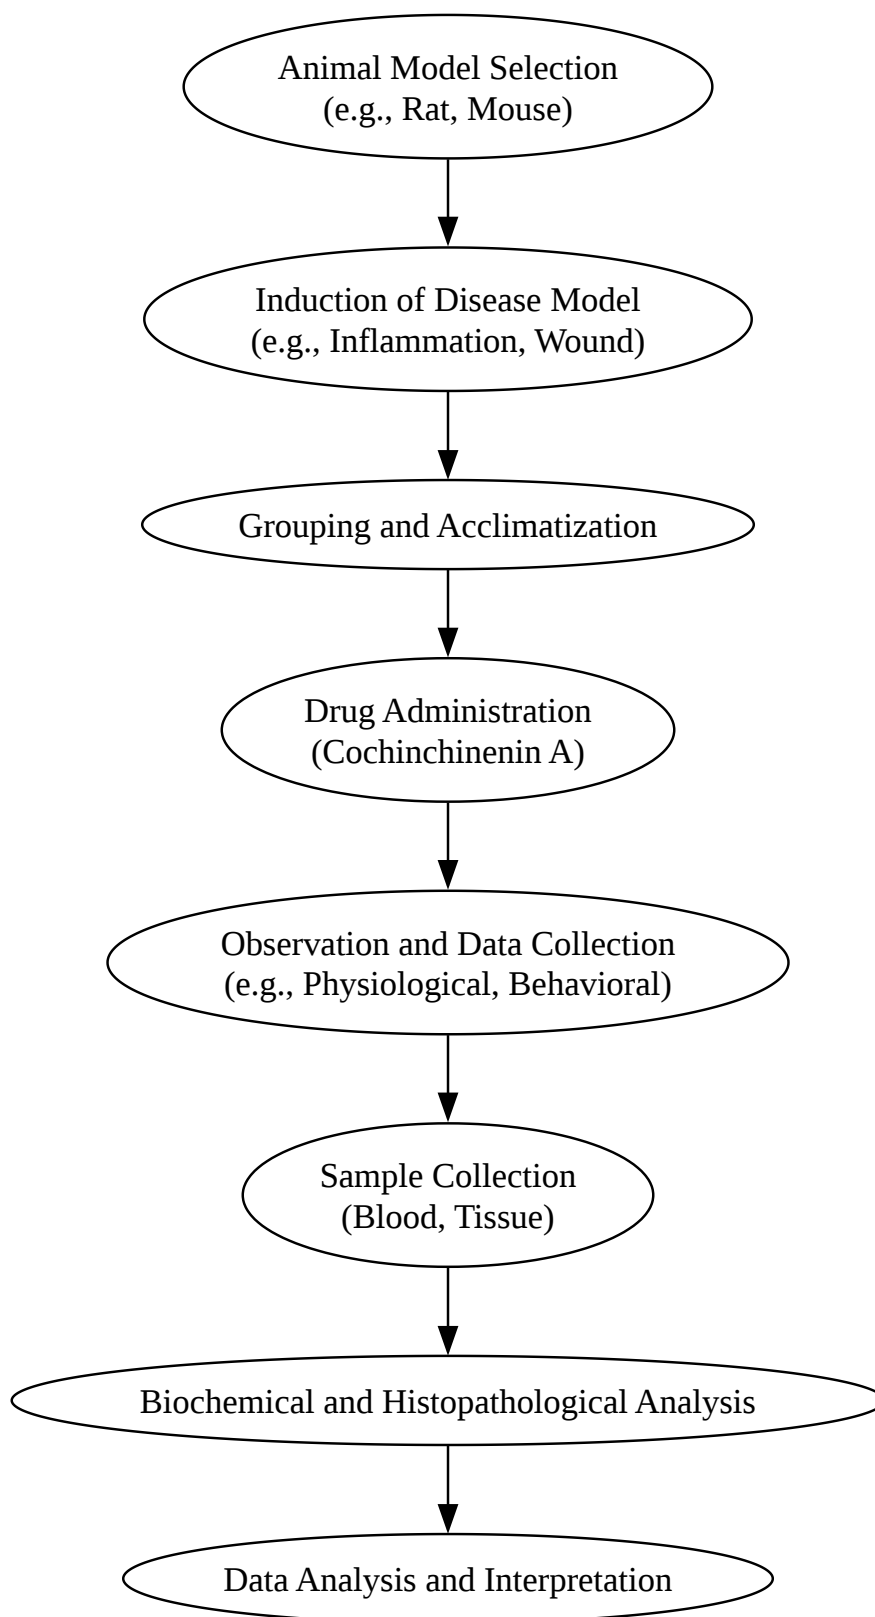 Animal Model Selection
(e.g., Rat, Mouse)
Induction of Disease Model
(e.g., Inflammation, Wound)
Grouping and Acclimatization
Drug Administration
(Cochinchinenin A)
Observation and Data Collection
(e.g., Physiological, Behavioral)
Sample Collection
(Blood, Tissue)
Biochemical and Histopathological Analysis
Data Analysis and Interpretation